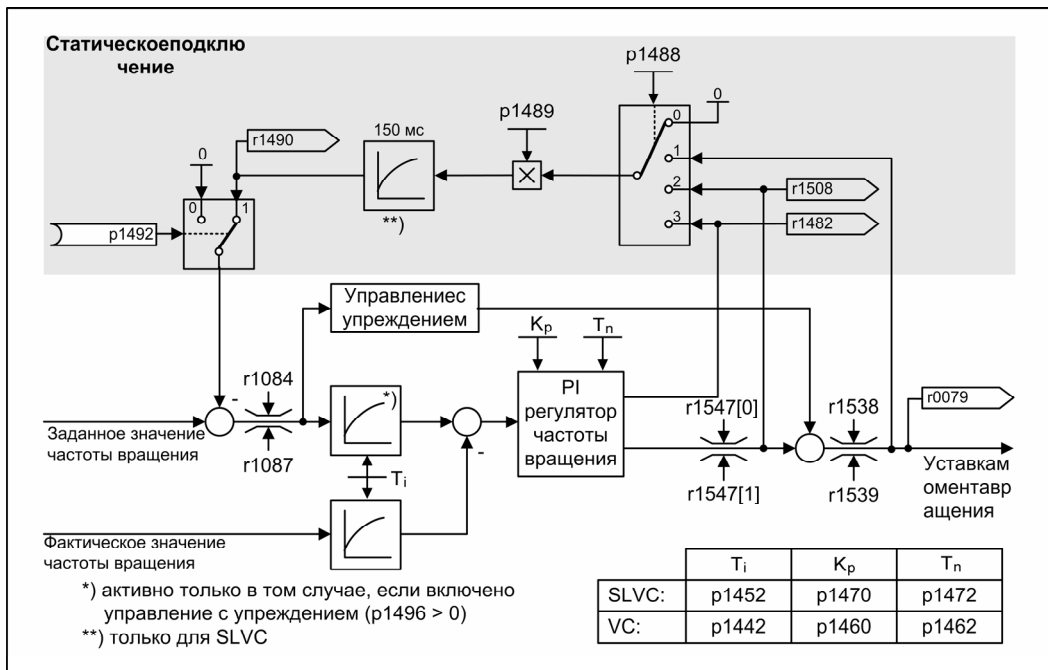 Статическоеподклю
чение
p1488
0
p1489
0
150 мс
r1490
1
0
2
r1508
0
1
3
r1482
**)
p1492
Управлениес
упреждением
Kp
Tn
-
r1084
*)
PI
регулятор
частоты
вращения
r1547[0]
r1538
r0079
Заданное значение
частоты вращения
r1087
-
Ti
r1547[1]
r1539
Уставкам
оментавр
ащения
Фактическое значение
частоты вращения
*) активно только в том случае, если включено
управление с упреждением (p1496 > 0)
**) только для SLVC
Ti Kp Tn
SLVC: p1452 p1470 p1472
VC: p1442 p1460 p1462